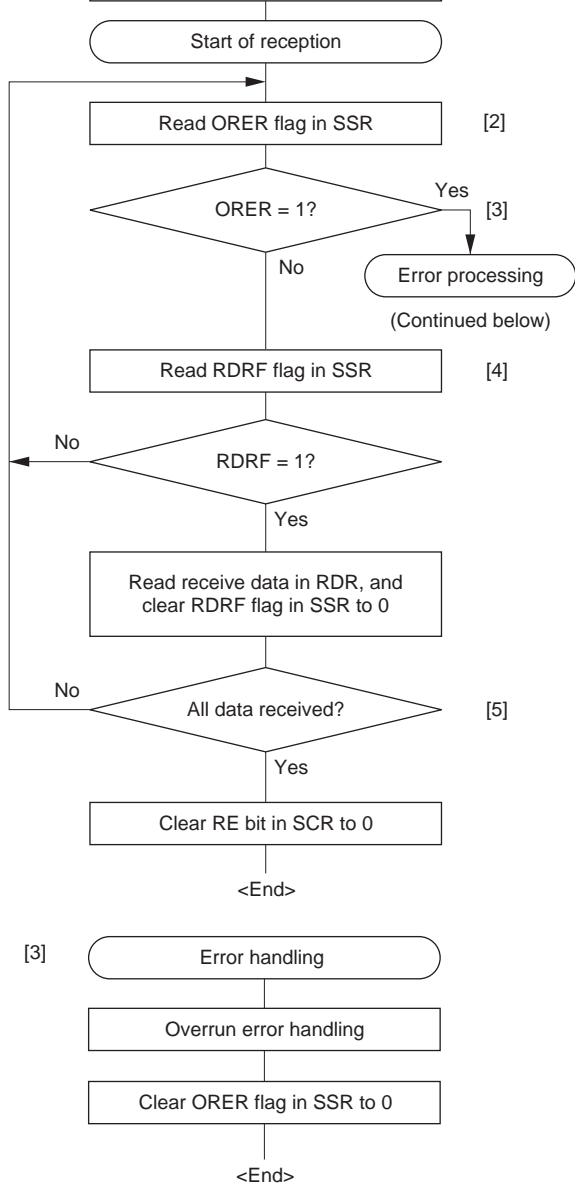 Start of reception
Read ORER flag in SSR
[2]
ORER = 1?
Yes
[3]
No
Error processing
(Continued below)
Read RDRF flag in SSR
[4]
No
RDRF = 1?
Yes
Read receive data in RDR, and
clear RDRF flag in SSR to 0
No
All data received?
[5]
Yes
Clear RE bit in SCR to 0
<End>
[3]
Error handling
Overrun error handling
Clear ORER flag in SSR to 0
<End>